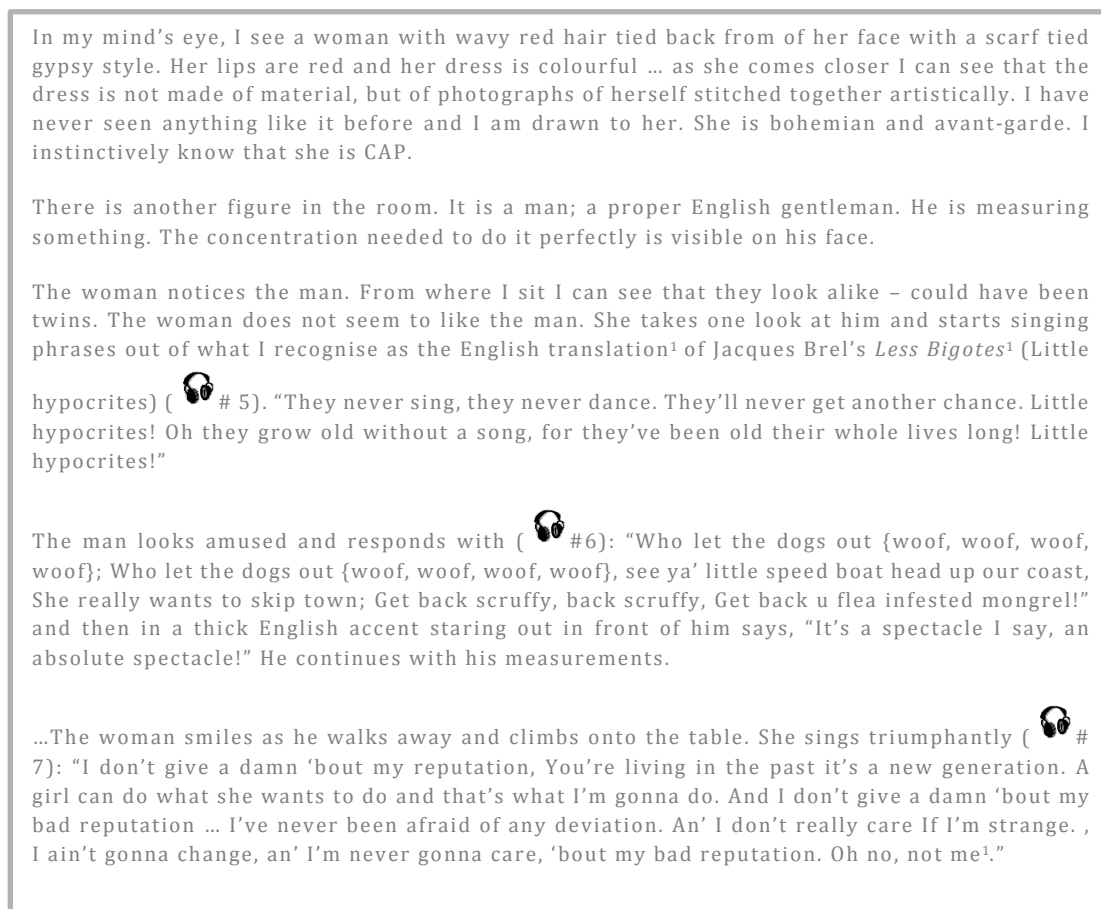 In my mind’s eye, I see a woman with wavy red hair tied back from of her face with a scarf tied
gypsy style. Her lips are red and her dress is colourful … as she comes closer I can see that the
dress is not made of material, but of photographs of herself stitched together artistically. I have
never seen anything like it before and I am drawn to her. She is bohemian and avant-garde. I
instinctively know that she is CAP.
There is another figure in the room. It is a man; a proper English gentleman. He is measuring
something. The concentration needed to do it perfectly is visible on his face.
The woman notices the man. From where I sit I can see that they look alike – could have been
twins. The woman does not seem to like the man. She takes one look at him and starts singing
phrases out of what I recognise as the English translation¹ of Jacques Brel’s Less Bigotes¹ (Little
hypocrites) ( # 5). “They never sing, they never dance. They’ll never get another chance. Little
hypocrites! Oh they grow old without a song, for they’ve been old their whole lives long! Little
hypocrites!”
The man looks amused and responds with ( #6): “Who let the dogs out {woof, woof, woof,
woof}; Who let the dogs out {woof, woof, woof, woof}, see ya’ little speed boat head up our coast,
She really wants to skip town; Get back scruffy, back scruffy, Get back u flea infested mongrel!”
and then in a thick English accent staring out in front of him says, “It’s a spectacle I say, an
absolute spectacle!” He continues with his measurements.
…The woman smiles as he walks away and climbs onto the table. She sings triumphantly ( #
7): “I don’t give a damn ‘bout my reputation, You’re living in the past it’s a new generation. A
girl can do what she wants to do and that’s what I’m gonna do. And I don’t give a damn ‘bout my
bad reputation … I’ve never been afraid of any deviation. An’ I don’t really care If I’m strange. ,
I ain’t gonna change, an’ I’m never gonna care, ‘bout my bad reputation. Oh no, not me¹.”